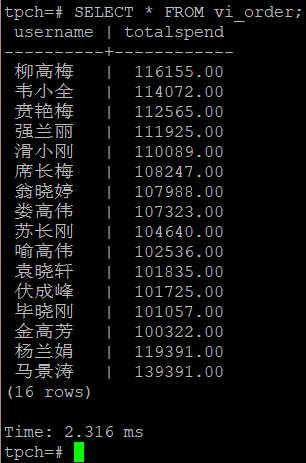 tpch=# SELECT * FROM vi_order;
username | totalspend
----------+------------
柳高梅 | 116155.00
韦小全 | 114072.00
贲艳梅 | 112565.00
强兰丽 | 111925.00
滑小刚 | 110089.00
席长梅 | 108247.00
翁晓婷 | 107988.00
娄高伟 | 107323.00
苏长刚 | 104640.00
喻高伟 | 102536.00
袁晓轩 | 101835.00
伏成峰 | 101725.00
毕晓刚 | 101057.00
金高芳 | 100322.00
杨兰娟 | 119391.00
马景涛 | 139391.00
(16 rows)
Time: 2.316 ms
tpch=#